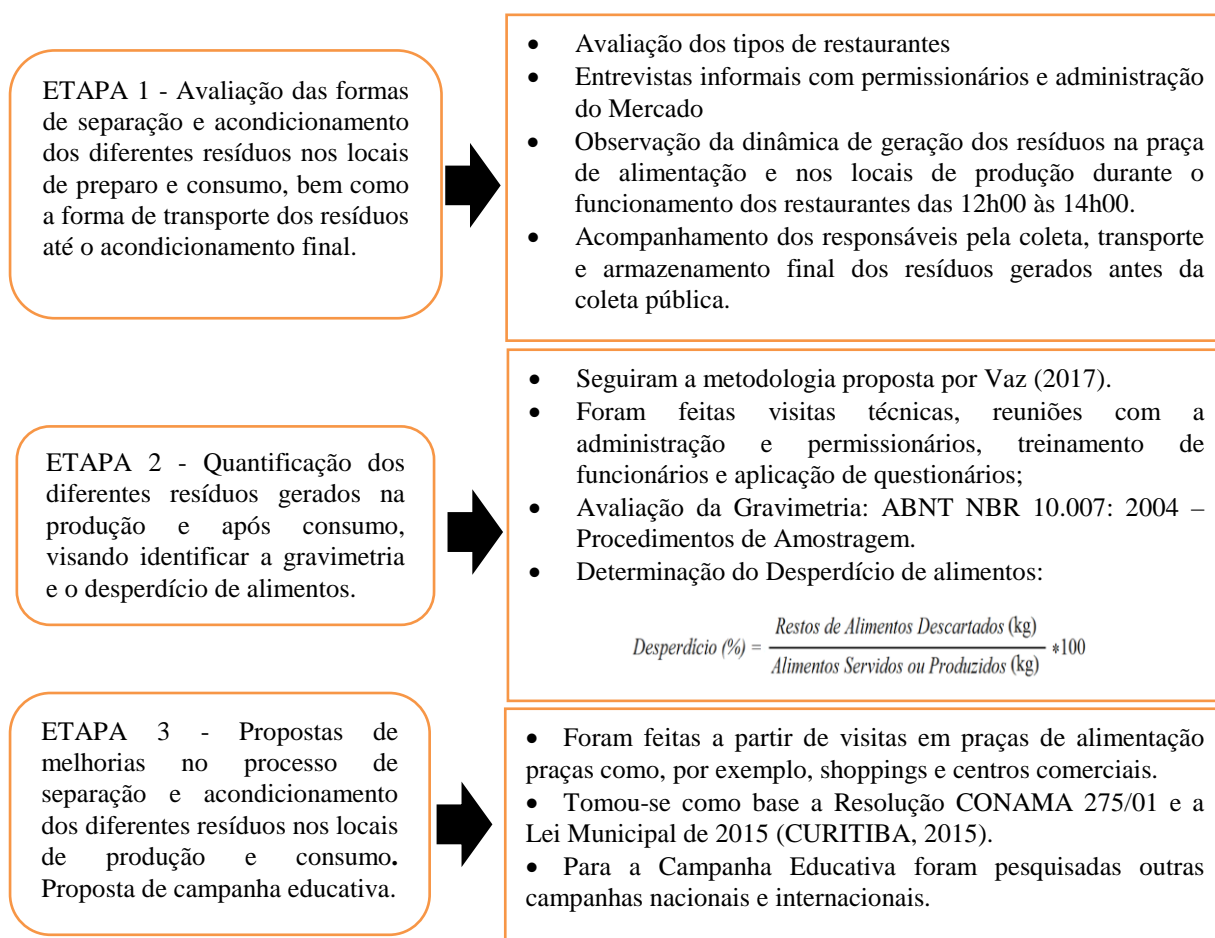 ETAPA 1 - Avaliação das formas
de separação e acondicionamento
dos diferentes resíduos nos locais
de preparo e consumo, bem como
a forma de transporte dos resíduos
até o acondicionamento final.
• Avaliação dos tipos de restaurantes
• Entrevistas informais com permissionários e administração
do Mercado
• Observação da dinâmica de geração dos resíduos na praça
de alimentação e nos locais de produção durante o
funcionamento dos restaurantes das 12h00 às 14h00.
• Acompanhamento dos responsáveis pela coleta, transporte
e armazenamento final dos resíduos gerados antes da
coleta pública.
ETAPA 2 - Quantificação dos
diferentes resíduos gerados na
produção e após consumo,
visando identificar a gravimetria
e o desperdício de alimentos.
• Seguiram a metodologia proposta por Vaz (2017).
• Foram feitas visitas técnicas, reuniões com a
administração e permissionários, treinamento de
funcionários e aplicação de questionários;
• Avaliação da Gravimetria: ABNT NBR 10.007: 2004 –
Procedimentos de Amostragem.
• Determinação do Desperdício de alimentos:
Restos de Alimentos Descartados (kg)
Desperdício (%) = ⁠ *100
Alimentos Servidos ou Produzidos (kg)
ETAPA 3 - Propostas de
melhorias no processo de
separação e acondicionamento
dos diferentes resíduos nos locais
de produção e consumo.
Proposta de campanha educativa.
• Foram feitas a partir de visitas em praças de alimentação
praças como, por exemplo, shoppings e centros comerciais.
• Tomou-se como base a Resolução CONAMA 275/01 e a
Lei Municipal de 2015 (CURITIBA, 2015).
• Para a Campanha Educativa foram pesquisadas outras
campanhas nacionais e internacionais.